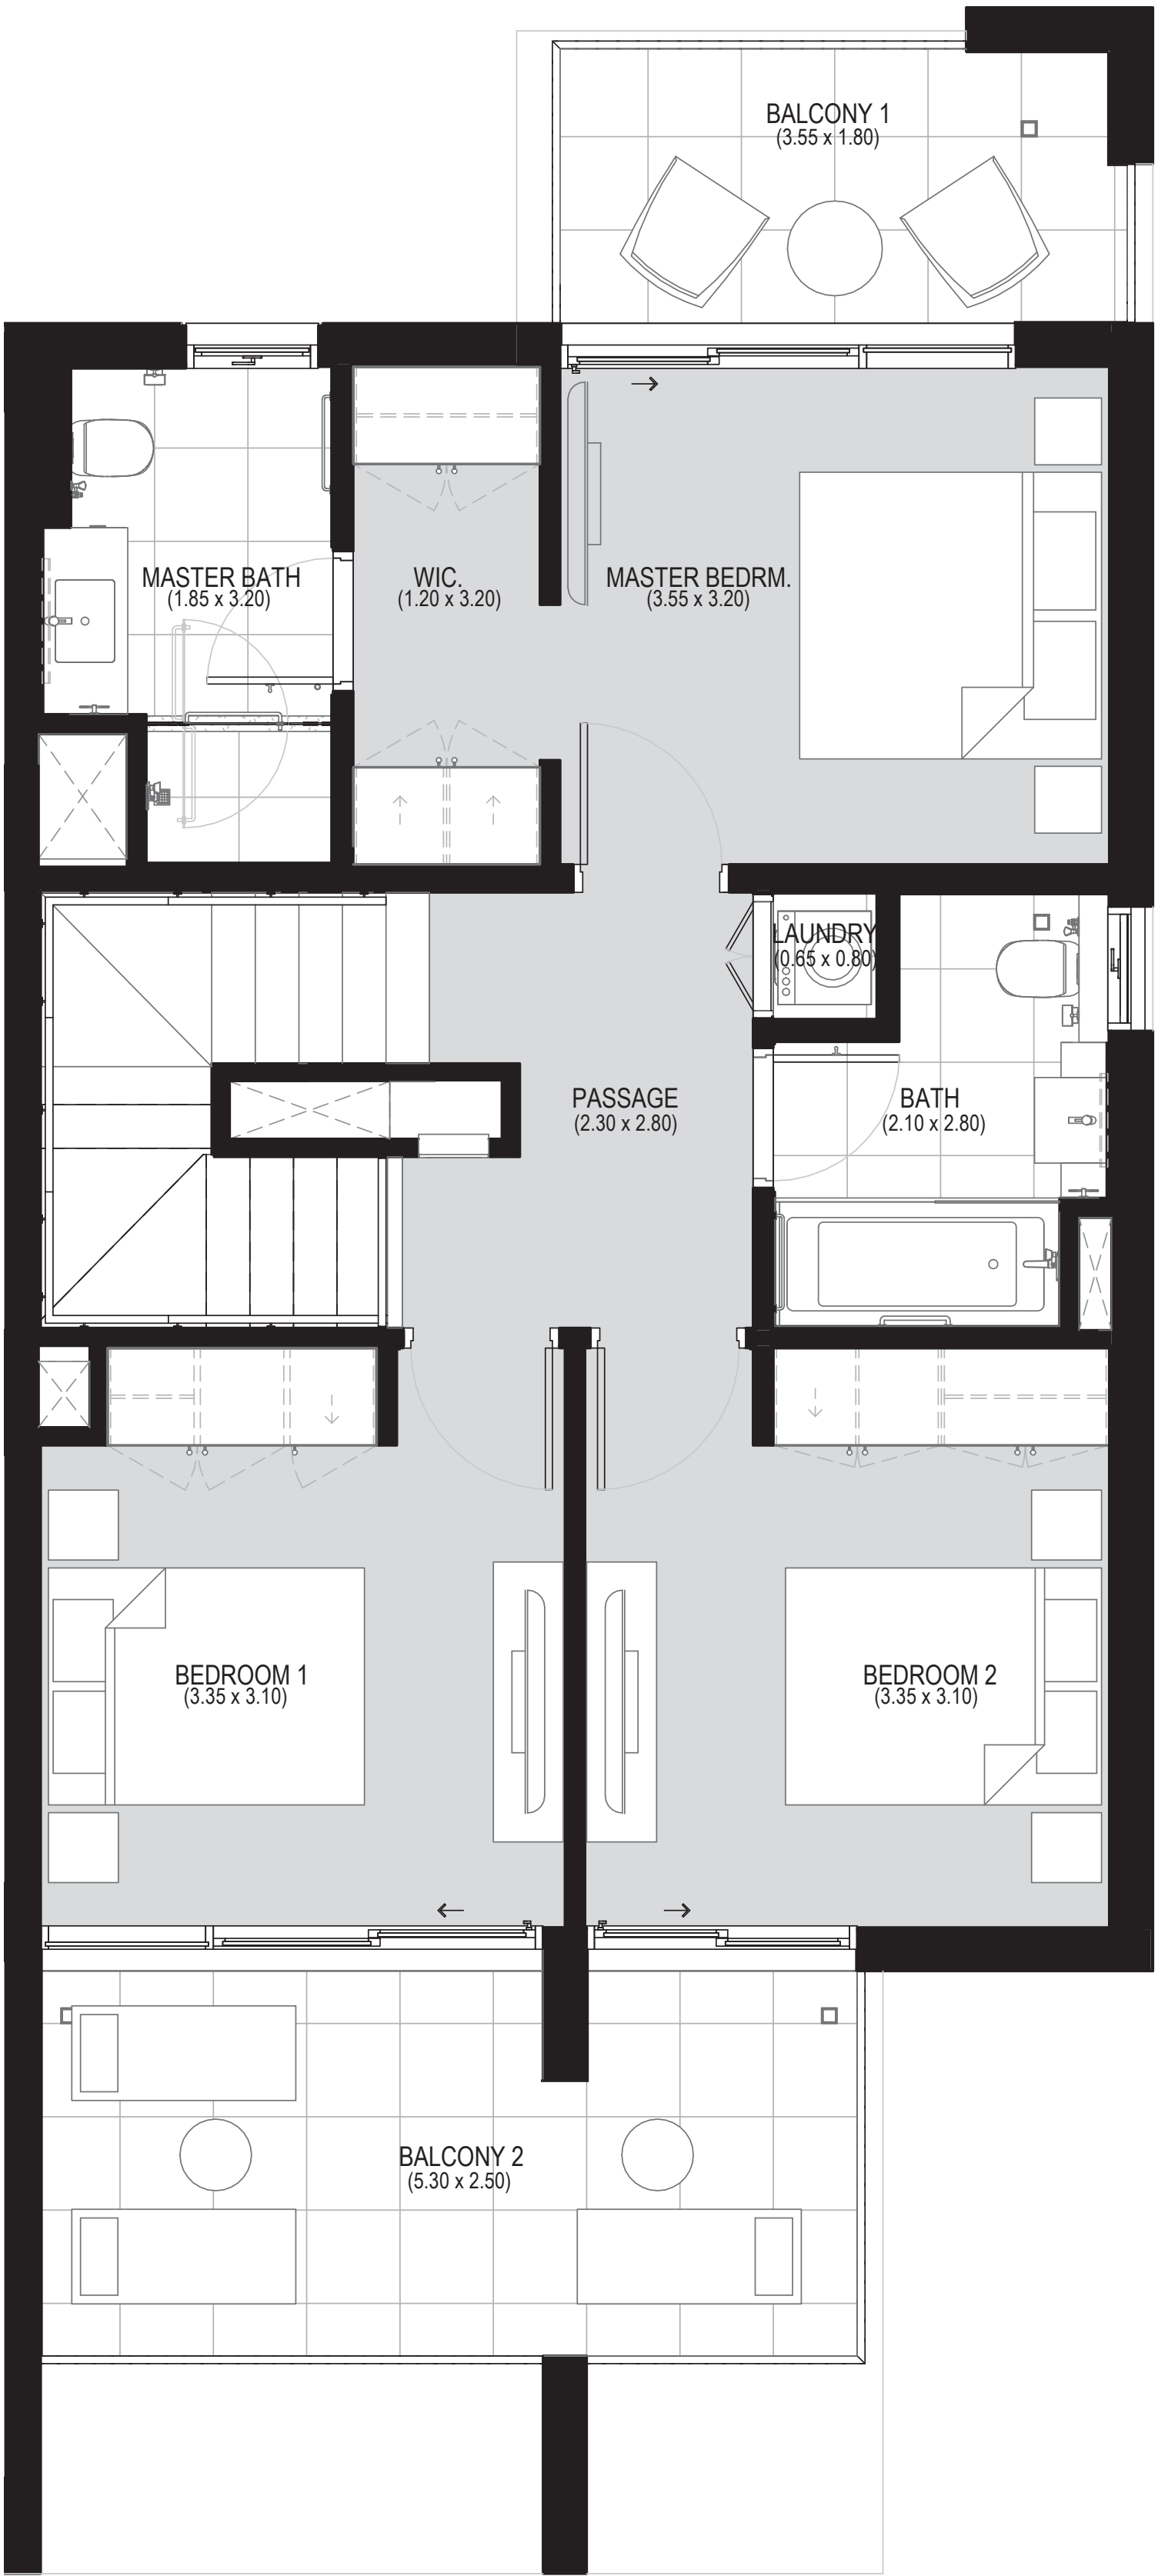 BALCONY 1
(3.55 x 1.80)
MASTER BATH
(1.85 x 3.20)
WIC.
(1.20 x 3.20)
MASTER BEDRM.
(3.55 x 3.20)
LAUNDRY
(0.65 x 0.80)
PASSAGE
(2.30 x 2.80)
BATH
(2.10 x 2.80)
BEDROOM 1
(3.35 x 3.10)
BEDROOM 2
(3.35 x 3.10)
BALCONY 2
(5.30 x 2.50)